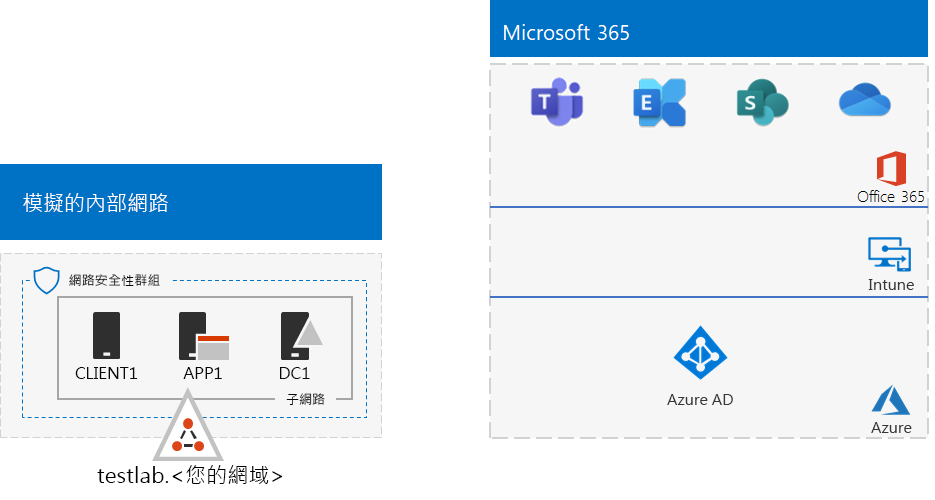 Microsoft 365
T
E
S
Office 365
模擬的內部網路
網路安全性群組
Intune
CLIENT1
APP1
DC1
子網路
Azure AD
Azure
testlab.<您的網域>